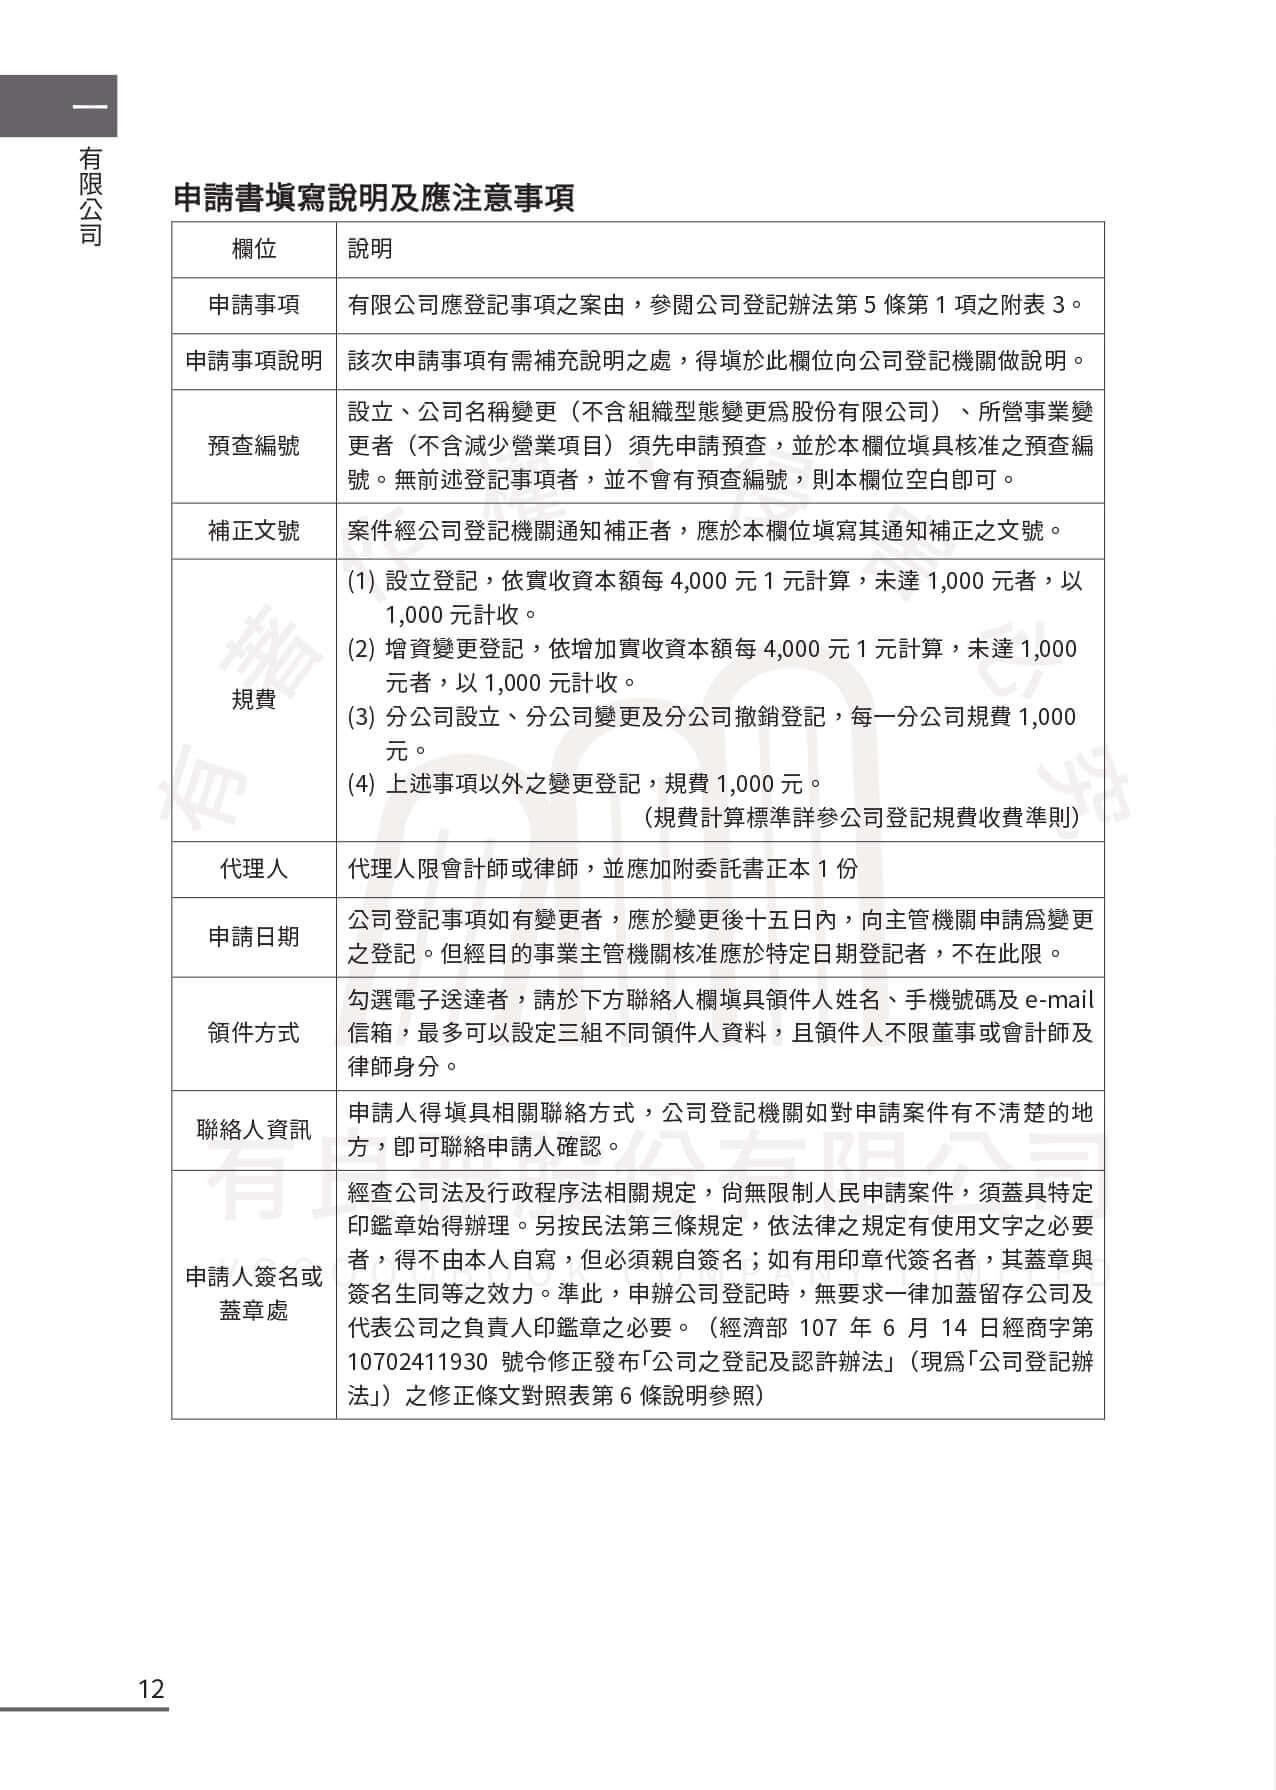 一
有限公司
申請書填寫說明及應注意事項
欄位
說明
申請事項
有限公司應登記事項之案由，參閱公司登記辦法第 5 條第 1 項之附表 3。
申請事項說明
該次申請事項有需補充說明之處，得填於此欄位向公司登記機關做說明。
預查編號
設立、公司名稱變更（不含組織型態變更為股份有限公司）、所營事業變
更者（不含減少營業項目）須先申請預查，並於本欄位填具核准之預查編
號。無前述登記事項者，並不會有預查編號，則本欄位空白即可。
補正文號
案件經公司登記機關通知補正者，應於本欄位填寫其通知補正之文號。
規費
(1) 設立登記，依實收資本額每 4,000 元 1 元計算，未達 1,000 元者，以
1,000 元計收。
(2) 增資變更登記，依增加實收資本額每 4,000 元 1 元計算，未達 1,000
元者，以 1,000 元計收。
(3) 分公司設立、分公司變更及分公司撤銷登記，每一分公司規費 1,000
元。
(4) 上述事項以外之變更登記，規費 1,000 元。
（規費計算標準詳參公司登記規費收費準則）
代理人
代理人限會計師或律師，並應加附委託書正本 1 份
申請日期
公司登記事項如有變更者，應於變更後十五日內，向主管機關申請為變更
之登記。但經目的事業主管機關核准應於特定日期登記者，不在此限。
領件方式
勾選電子送達者，請於下方聯絡人欄填具領件人姓名、手機號碼及 e-mail
信箱，最多可以設定三組不同領件人資料，且領件人不限董事或會計師及
律師身分。
聯絡人資訊
申請人得填具相關聯絡方式，公司登記機關如對申請案件有不清楚的地
方，即可聯絡申請人確認。
申請人簽名或
蓋章處
經查公司法及行政程序法相關規定，尚無限制人民申請案件，須蓋具特定
印鑑章始得辦理。另按民法第三條規定，依法律之規定有使用文字之必要
者，得不由本人自寫，但必須親自簽名；如有用印章代簽名者，其蓋章與
簽名生同等之效力。準此，申辦公司登記時，無要求一律加蓋留存公司及
代表公司之負責人印鑑章之必要。（經濟部 107 年 6 月 14 日經商字第
10702411930 號令修正發布「公司之登記及認許辦法」（現為「公司登記辦
法」）之修正條文對照表第 6 條說明參照）
有著作權 侵害必究
有良冊股份有限公司
12